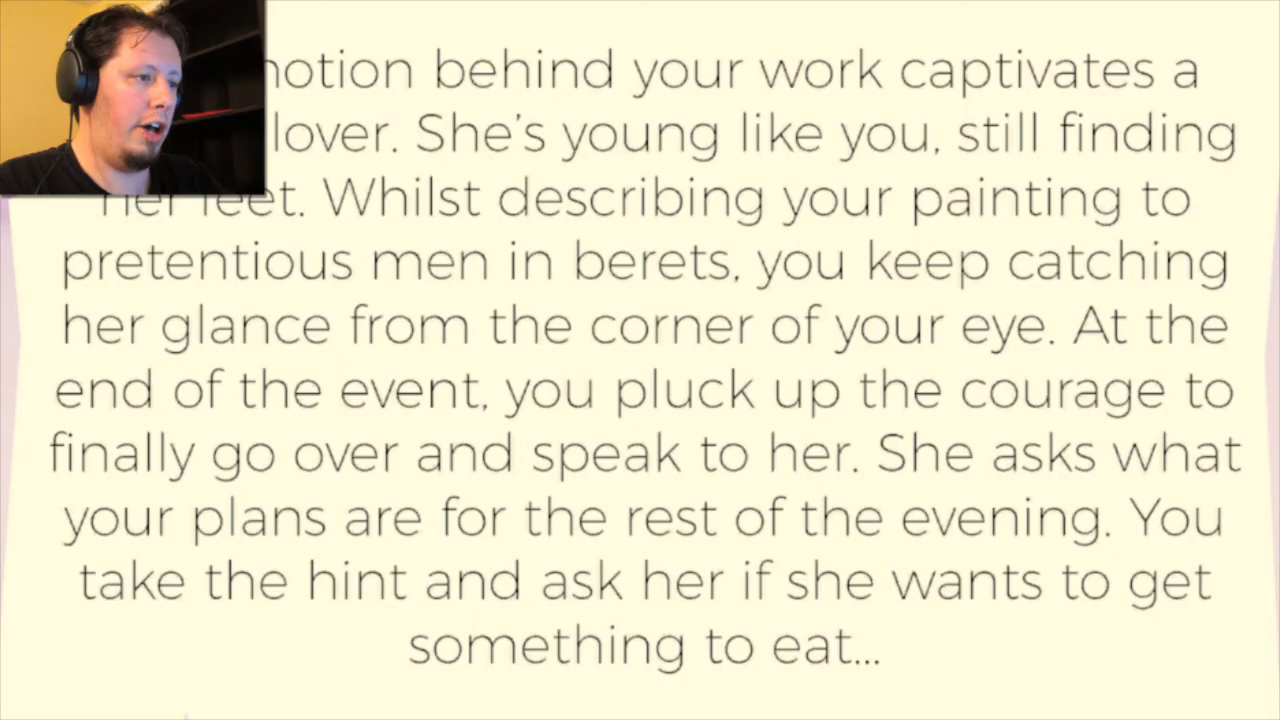 behind your work captivates a
lover. She's young like you, still finding
her feet. Whilst describing your painting to
pretentious men in berets, you keep catching
her glance from the corner of your eye. At the
end of the event, you pluck up the courage to
finally go over and speak to her. She asks what
your plans are for the rest of the evening. You
take the hint and ask her if she wants to get
something to eat...